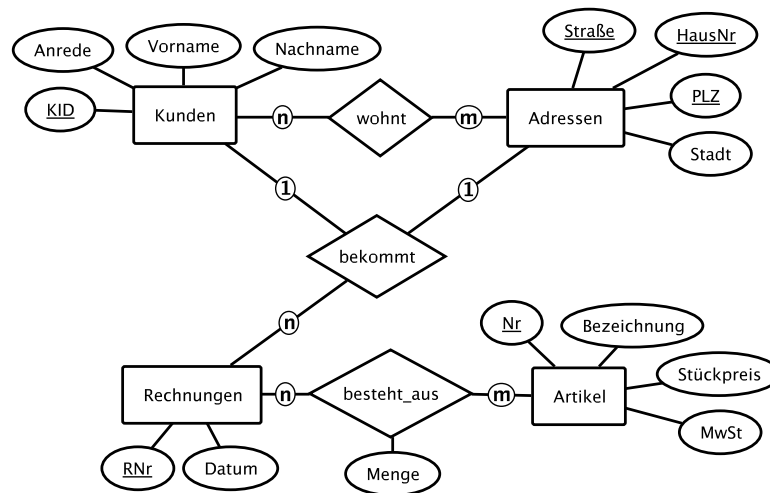 Anrede
Vorname
Nachname
KID
Kunden
n
wohnt
m
Straße
HausNr
PLZ
Adressen
Stadt
1
1
bekommt
n
Nr
Bezeichnung
Stückpreis
Rechnungen
n
besteht_aus
m
Artikel
MwSt
RNr
Datum
Menge